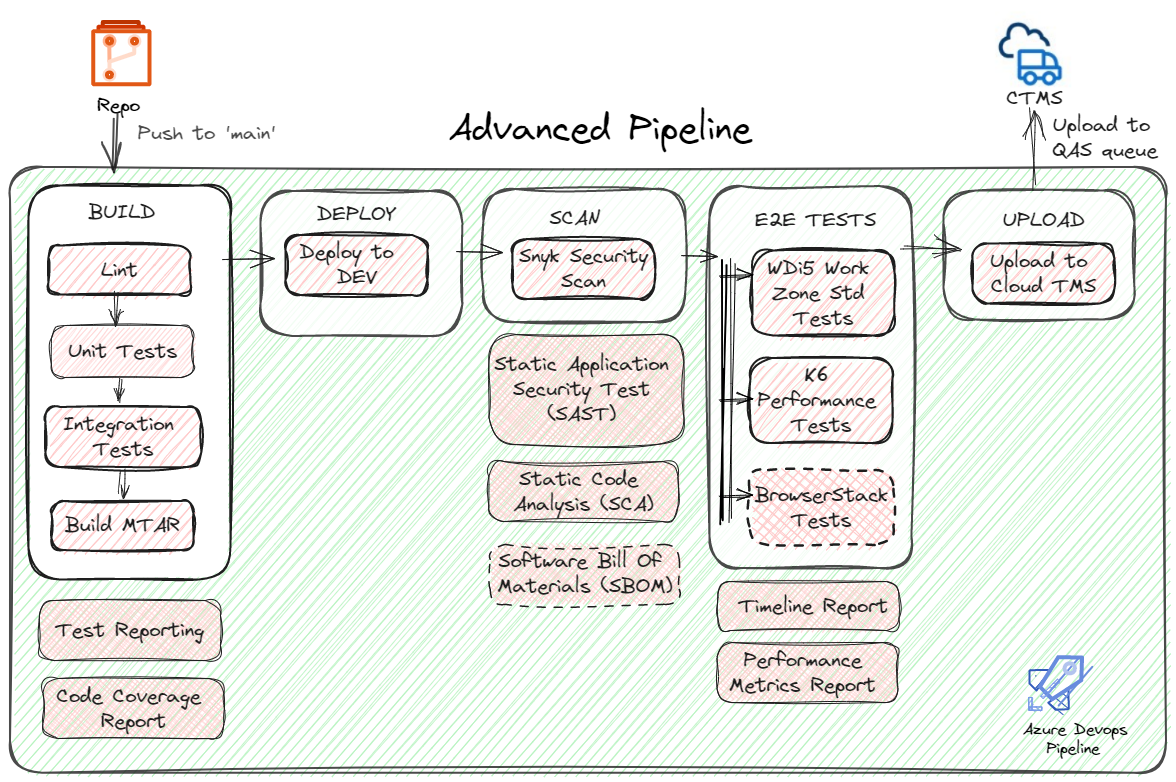 Repo
CTMS
Push to 'main'
Advanced Pipeline
Upload to
QAS queue
BUILD
Lint
Unit Tests
Integration
Tests
Build MTAR
Test Reporting
Code Coverage
Report
DEPLOY
Deploy to
DEV
SCAN
Snyk Security
Scan
Static Application
Security Test
(SAST)
Static Code
Analysis (SCA)
Software Bill Of
Materials (SBOM)
E2E TESTS
WDi5 Work
Zone Std
Tests
K6
Performance
Tests
BrowserStack
Tests
Timeline Report
Performance
Metrics Report
UPLOAD
Upload to
Cloud TMS
Azure Devops
Pipeline